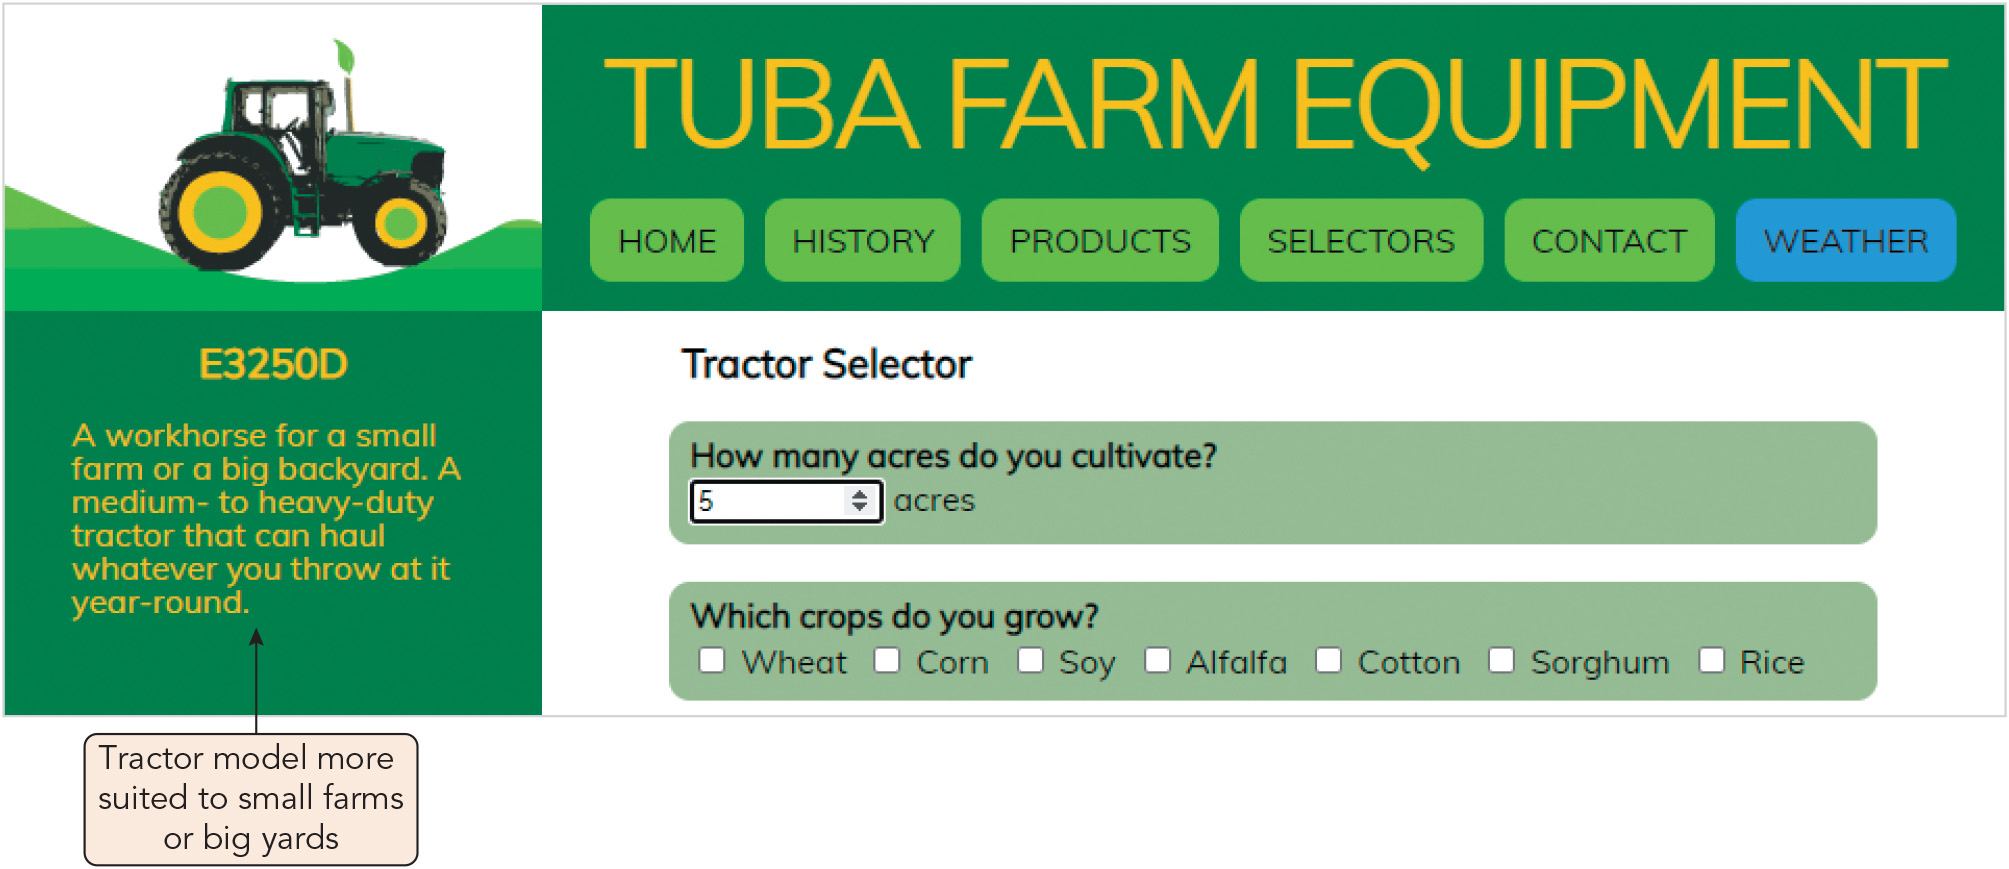 TUBA FARM EQUIPMENT
HOME HISTORY PRODUCTS SELECTORS CONTACT WEATHER
E3250D
A workhorse for a small
farm or a big backyard. A
medium- to heavy-duty
tractor that can haul
whatever you throw at it
year-round.
Tractor Selector
How many acres do you cultivate?
5 acres
Which crops do you grow?
Wheat Corn Soy Alfalfa Cotton Sorghum Rice
Tractor model more
suited to small farms
or big yards